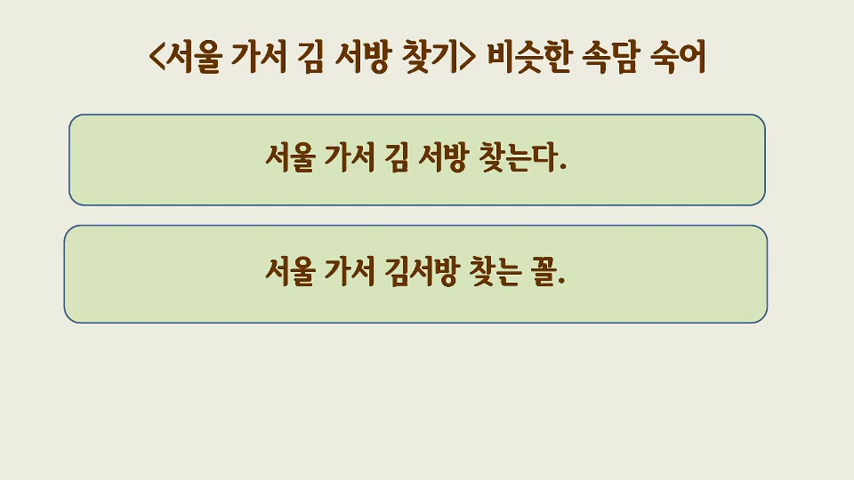 <서울 가서 김 서방 찾기> 비슷한 속담 숙어
서울 가서 김 서방 찾는다.
서울 가서 김서방 찾는 꼴.